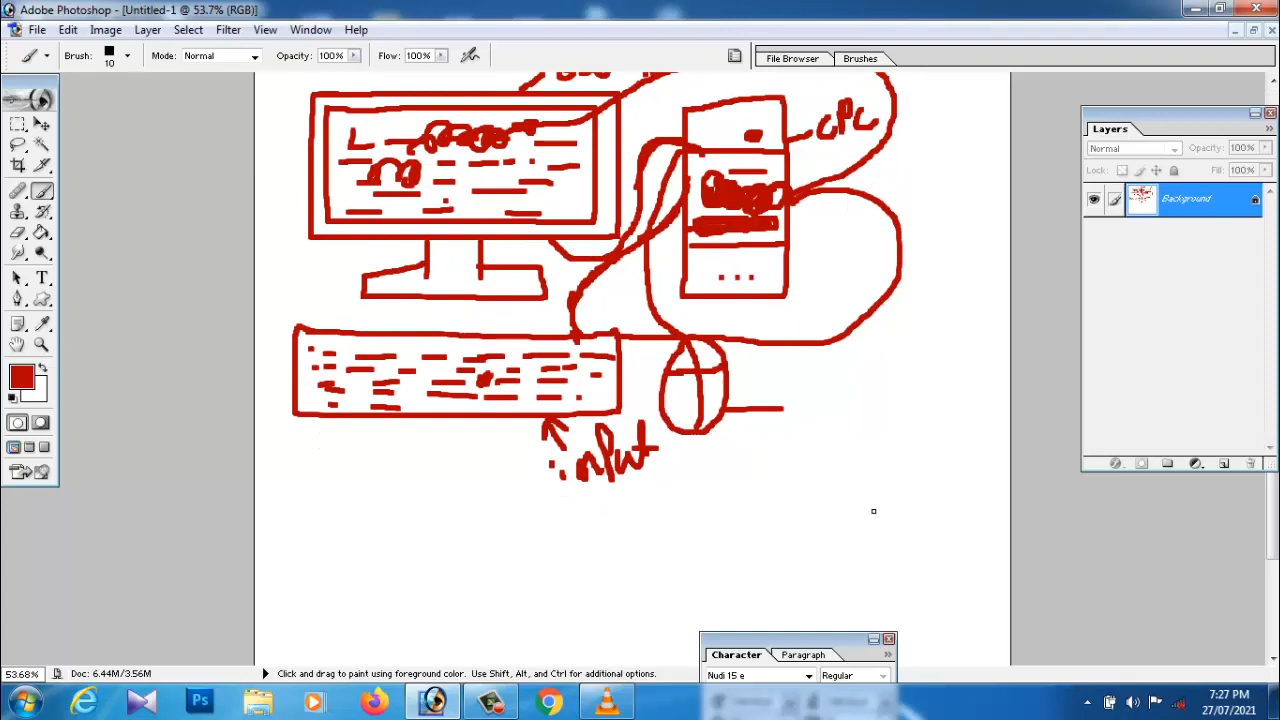 Adobe Photoshop - [Untitled-1 @ 53.7% (RGB)]
File Edit Image Layer Select Filter View Window Help
Brush: 10 Mode: Normal Opacity: 100% Flow: 100% File Browser Brushes
CPC
Layers
Normal Opacity: 100%
Lock: Fill: 100%
Background
input
Character Paragraph
Nudi 15 e Regular
53.68% Doc: 6.44M/3.56M Click and drag to paint using foreground color. Use Shift, Alt, and Ctrl for additional options.
Ps
7:27 PM
27/07/2021